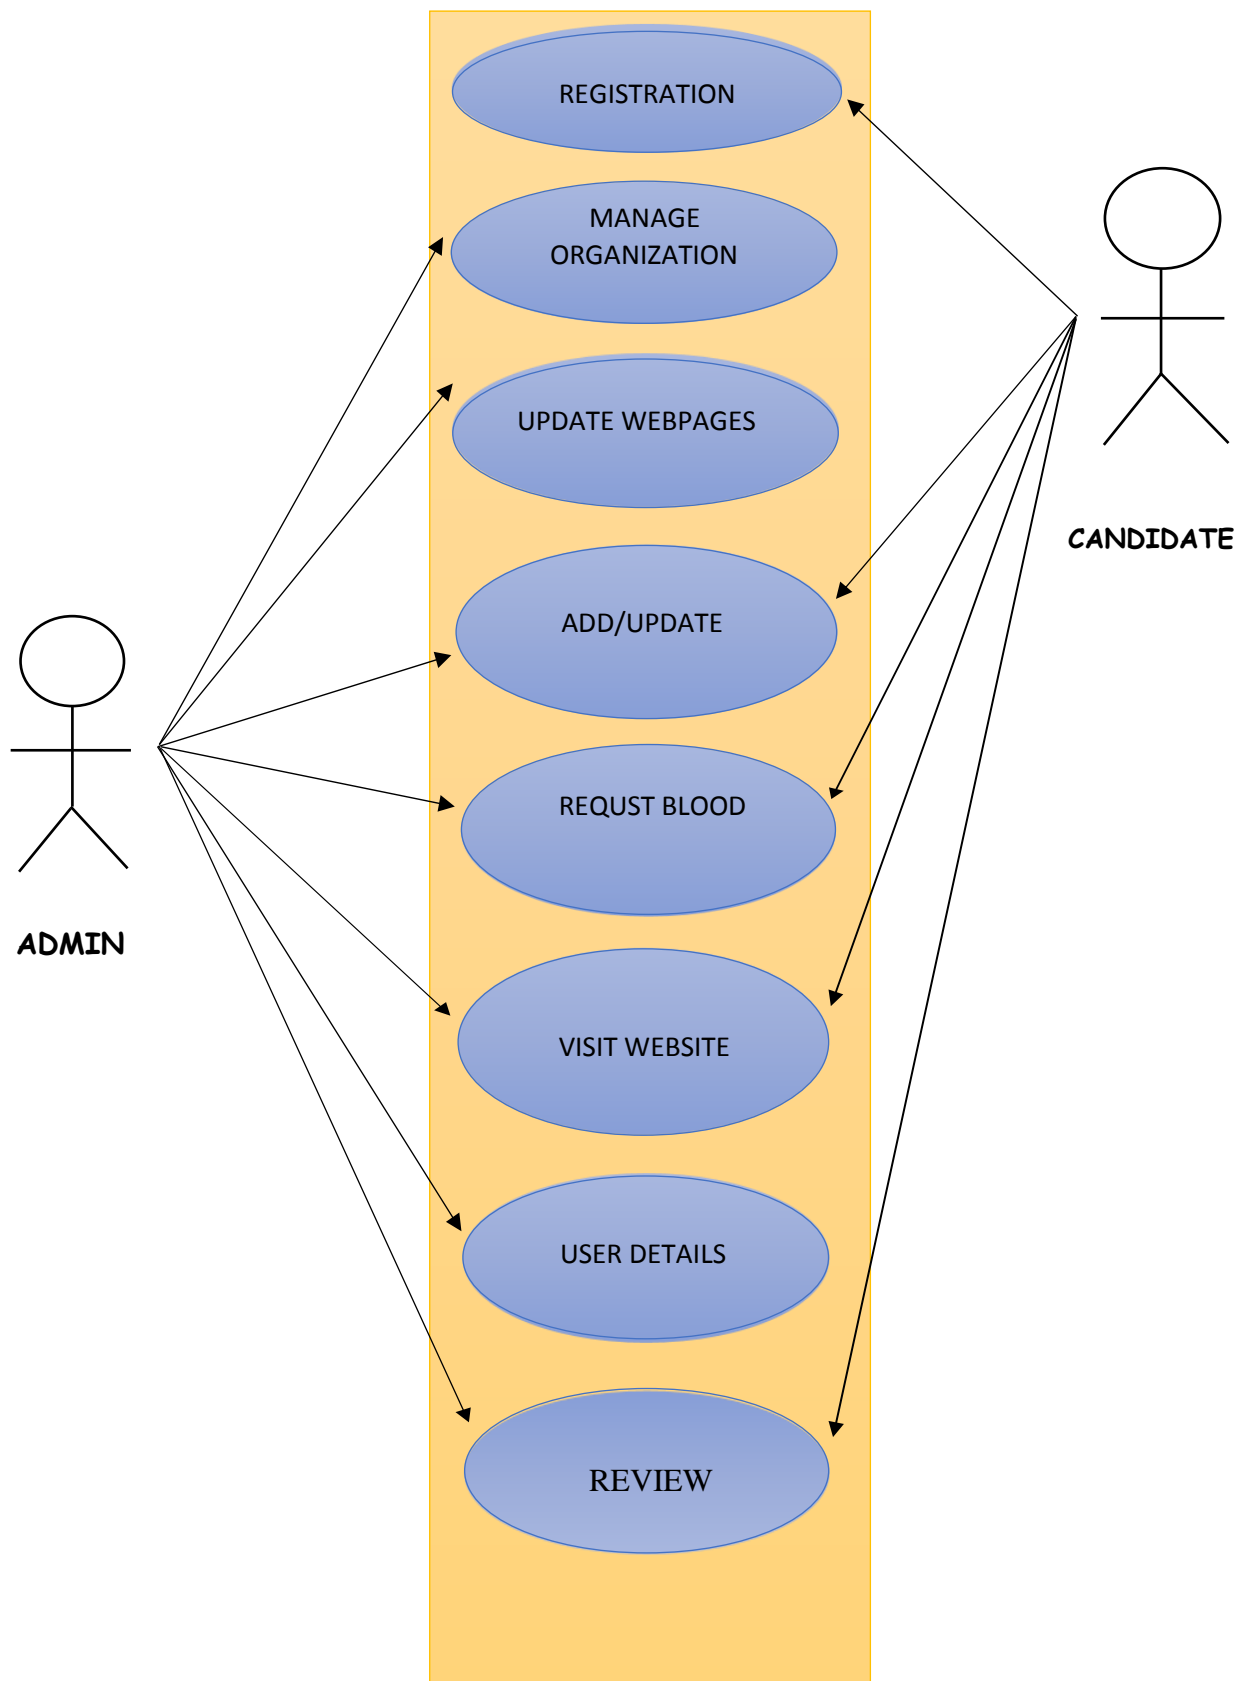 REGISTRATION
MANAGE
ORGANIZATION
UPDATE WEBPAGES
CANDIDATE
ADD/UPDATE
REQUST BLOOD
ADMIN
VISIT WEBSITE
USER DETAILS
REVIEW